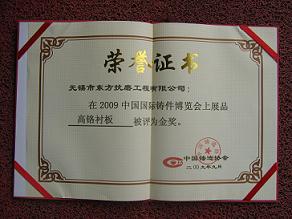 荣誉证书
无锡市东方抗磨工程有限公司：
在2009中国国际铸件博览会上展品
高铬衬板 被评为金奖。
中国铸造协会
二〇〇九年九月